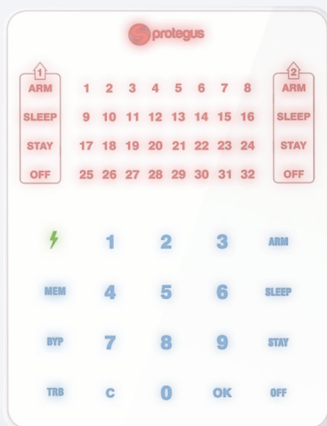 protegus
1 2
ARM 1 2 3 4 5 6 7 8 ARM
SLEEP 9 10 11 12 13 14 15 16 SLEEP
STAY 17 18 19 20 21 22 23 24 STAY
OFF 25 26 27 28 29 30 31 32 OFF
1 2 3 ARM
MEM 4 5 6 SLEEP
BYP 7 8 9 STAY
TRB C 0 OK OFF